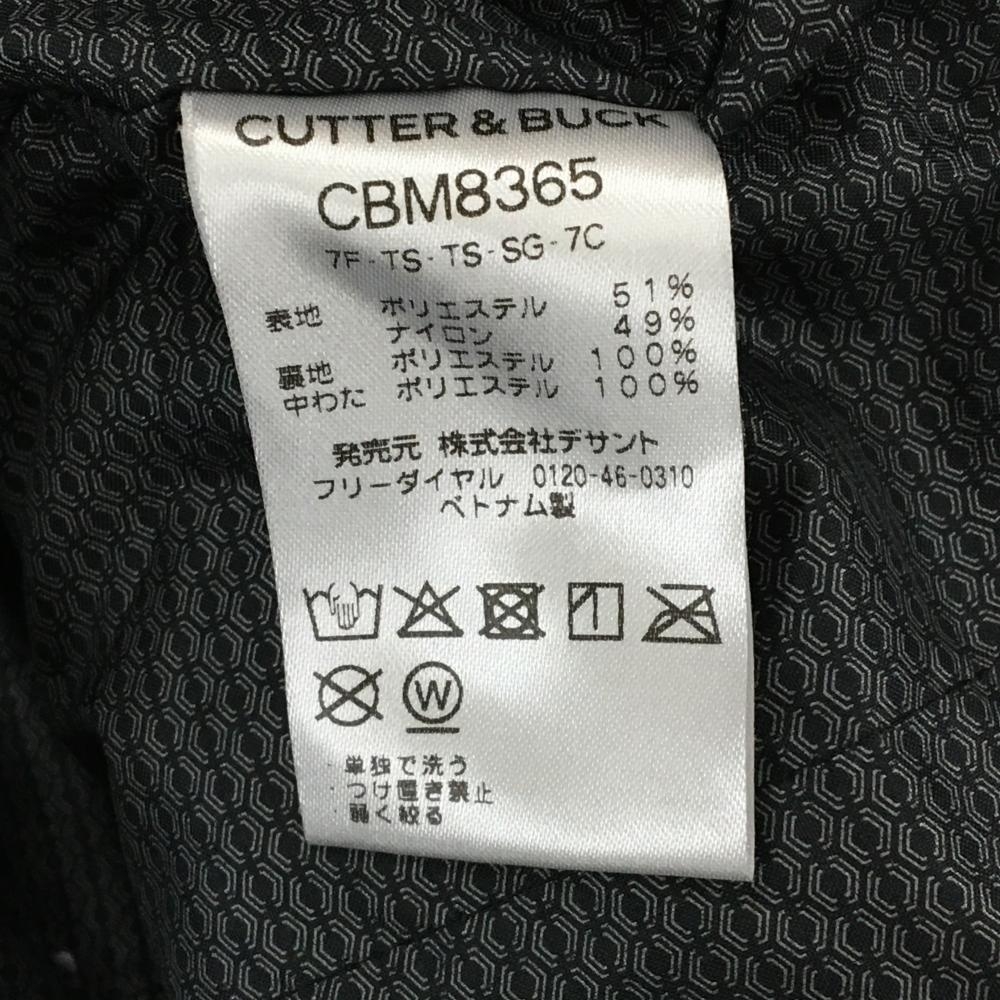 CUTTER & BUCK
CBM8365
7F-TS-TS-SG-7C
表地 ポリエステル 51%
ナイロン 49%
裏地 ポリエステル 100%
中わた ポリエステル 100%
発売元 株式会社デサント
フリーダイヤル 0120-46-0310
ベトナム製
W
・単独で洗う
・つけ置き禁止
・弱く絞る